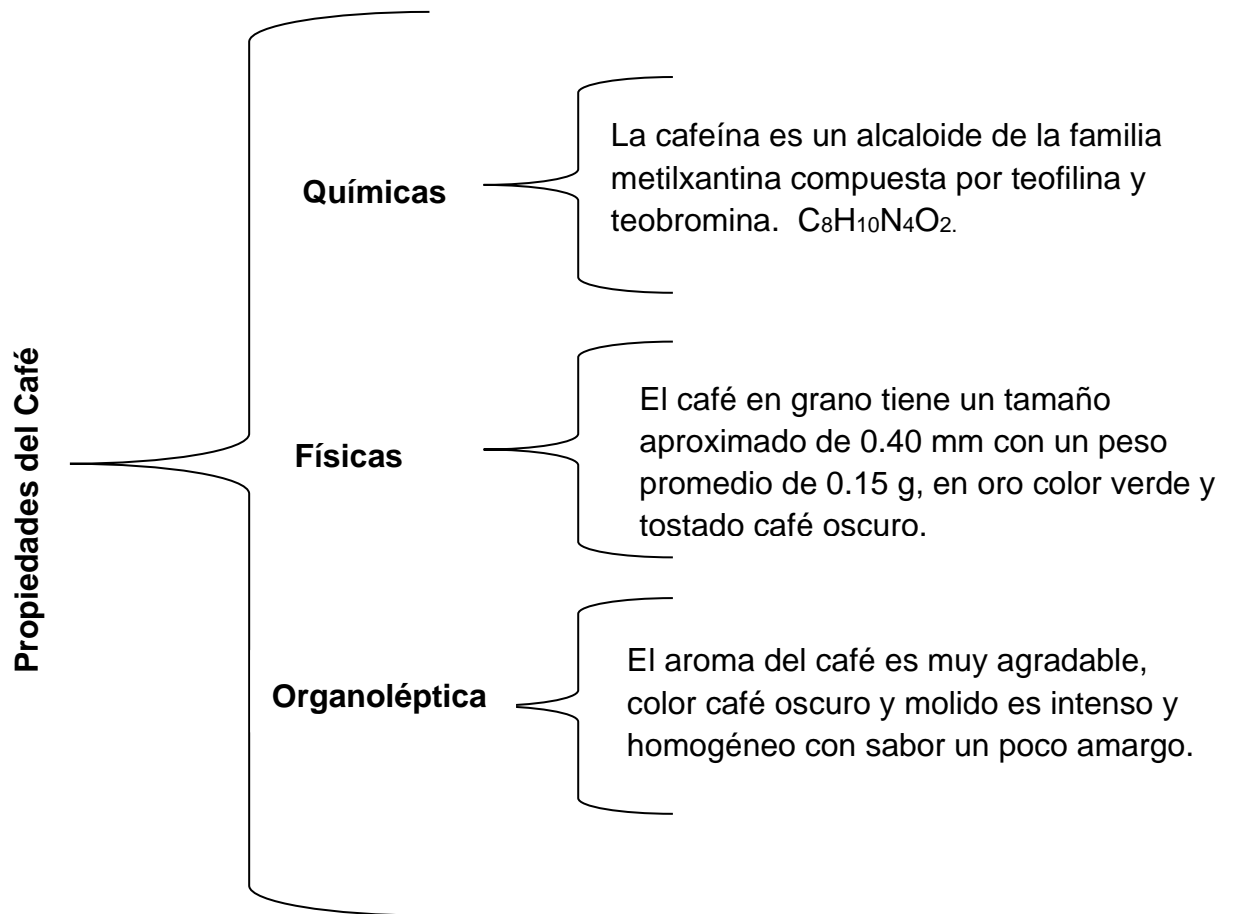 Propiedades del Café
Químicas
La cafeína es un alcaloide de la familia
metilxantina compuesta por teofilina y
teobromina.  C₈H₁₀N₄O₂.
Físicas
El café en grano tiene un tamaño
aproximado de 0.40 mm con un peso
promedio de 0.15 g, en oro color verde y
tostado café oscuro.
Organoléptica
El aroma del café es muy agradable,
color café oscuro y molido es intenso y
homogéneo con sabor un poco amargo.